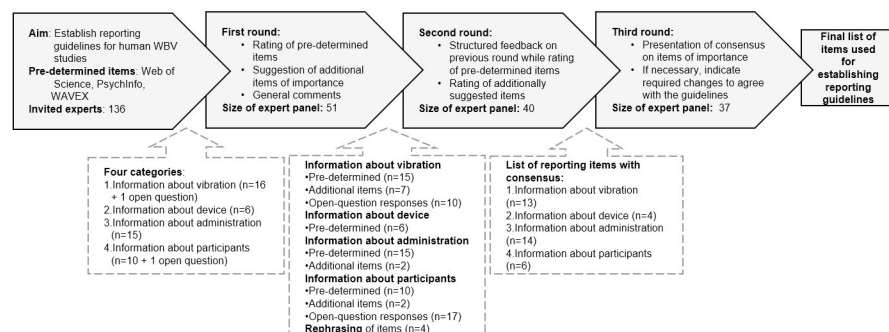 Aim: Establish reporting
guidelines for human WBV
studies
Pre-determined items: Web of
Science, PsychInfo,
WAVEX
Invited experts: 136
First round:
• Rating of pre-determined
items
• Suggestion of additional
items of importance
• General comments
Size of expert panel: 51
Second round:
• Structured feedback on
previous round while rating
of pre-determined items
• Rating of additionally
suggested items
Size of expert panel: 40
Third round:
• Presentation of consensus
on items of importance
• If necessary, indicate
required changes to agree
with the guidelines
Size of expert panel: 37
Final list of
items used
for
establishing
reporting
guidelines
Four categories:
1.Information about vibration (n=16
+ 1 open question)
2.Information about device (n=6)
3.Information about administration
(n=15)
4.Information about participants
(n=10 + 1 open question)
Information about vibration
•Pre-determined (n=15)
•Additional items (n=7)
•Open-question responses (n=10)
Information about device
•Pre-determined (n=6)
Information about administration
•Pre-determined (n=15)
•Additional items (n=2)
Information about participants
•Pre-determined (n=10)
•Additional items (n=2)
•Open-question responses (n=17)
Rephrasing of items (n=4)
List of reporting items with
consensus:
1.Information about vibration
(n=13)
2.Information about device (n=4)
3.Information about administration
(n=14)
4.Information about participants
(n=6)